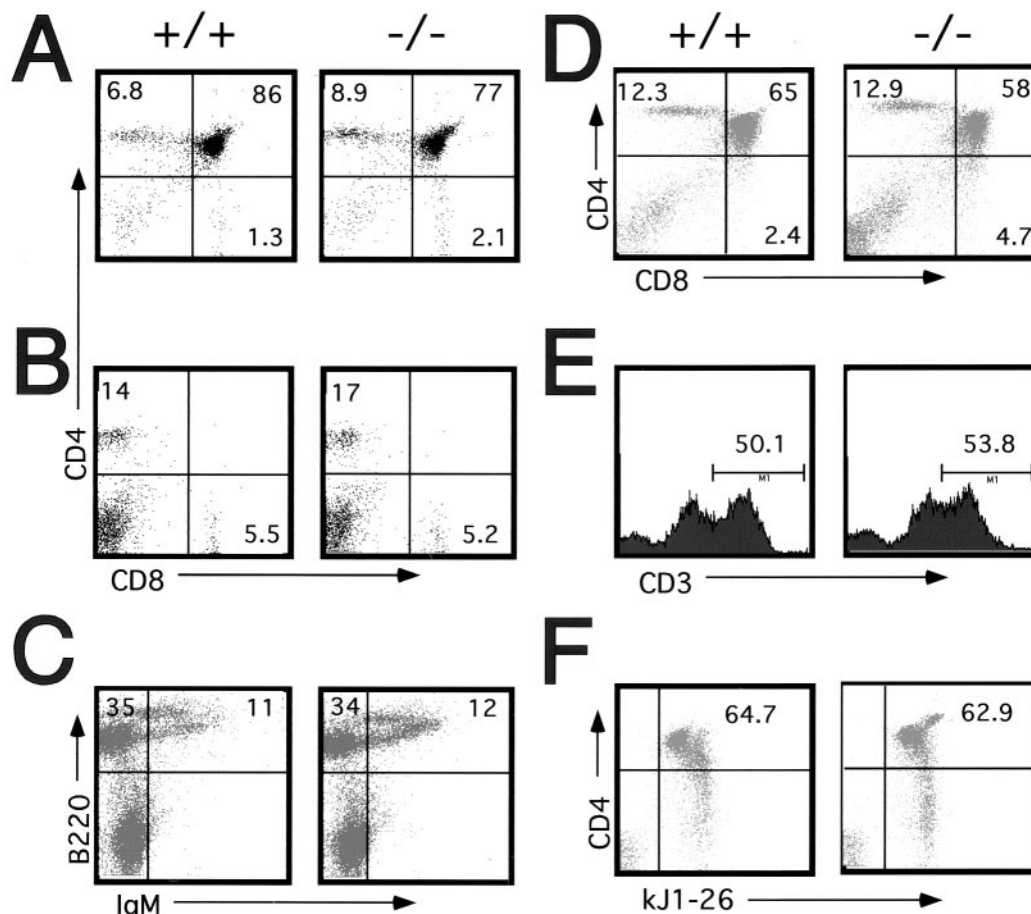 A
+/+
-/-
6.8
86
1.3
8.9
77
2.1
B
CD4
14
5.5
17
5.2
CD8
C
B220
35
11
34
12
IgM
D
+/+
-/-
CD4
12.3
65
2.4
12.9
58
4.7
CD8
E
50.1
M1
53.8
M1
CD3
F
CD4
64.7
62.9
kJ1-26